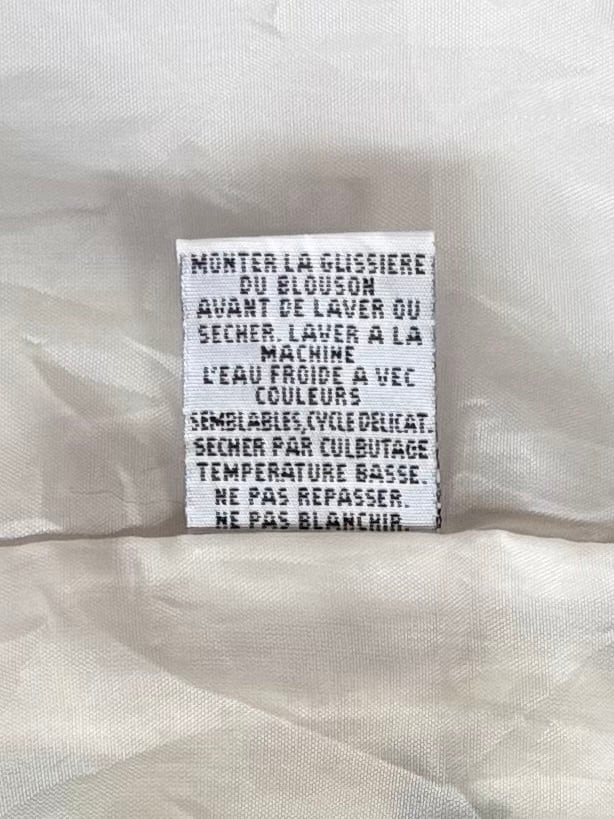 MONTER LA GLISSIERE
DU BLOUSON
AVANT DE LAVER OU
SECHER. LAVER A LA
MACHINE
L'EAU FROIDE A VEC
COULEURS
SEMBLABLES,CYCLE DELICAT.
SECHER PAR CULBUTAGE
TEMPERATURE BASSE.
NE PAS REPASSER.
NE PAS BLANCHIR.